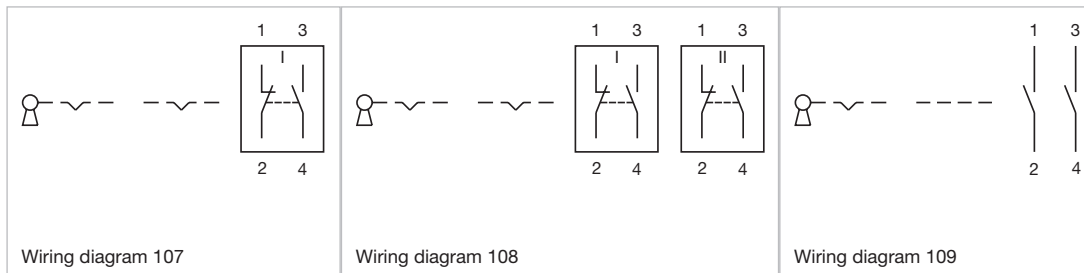 1 3
I
2 4
Wiring diagram 107
1 3 1 3
I II
2 4 2 4
Wiring diagram 108
1 3
2 4
Wiring diagram 109